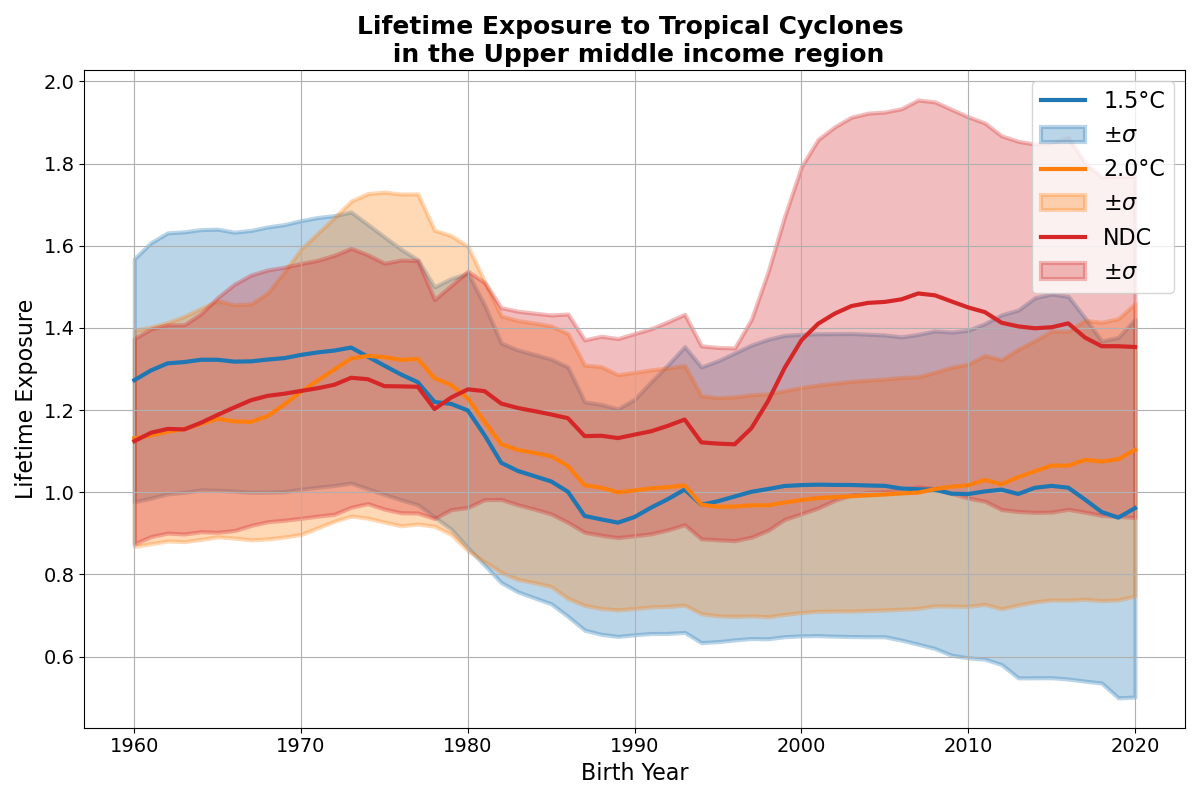 Lifetime Exposure to Tropical Cyclones
in the Upper middle income region
2.0
1.8
1.6
1.4
1.2
1.0
0.8
0.6
Lifetime Exposure
1.5°C
±σ
2.0°C
±σ
NDC
±σ
1960
1970
1980
1990
2000
2010
2020
Birth Year